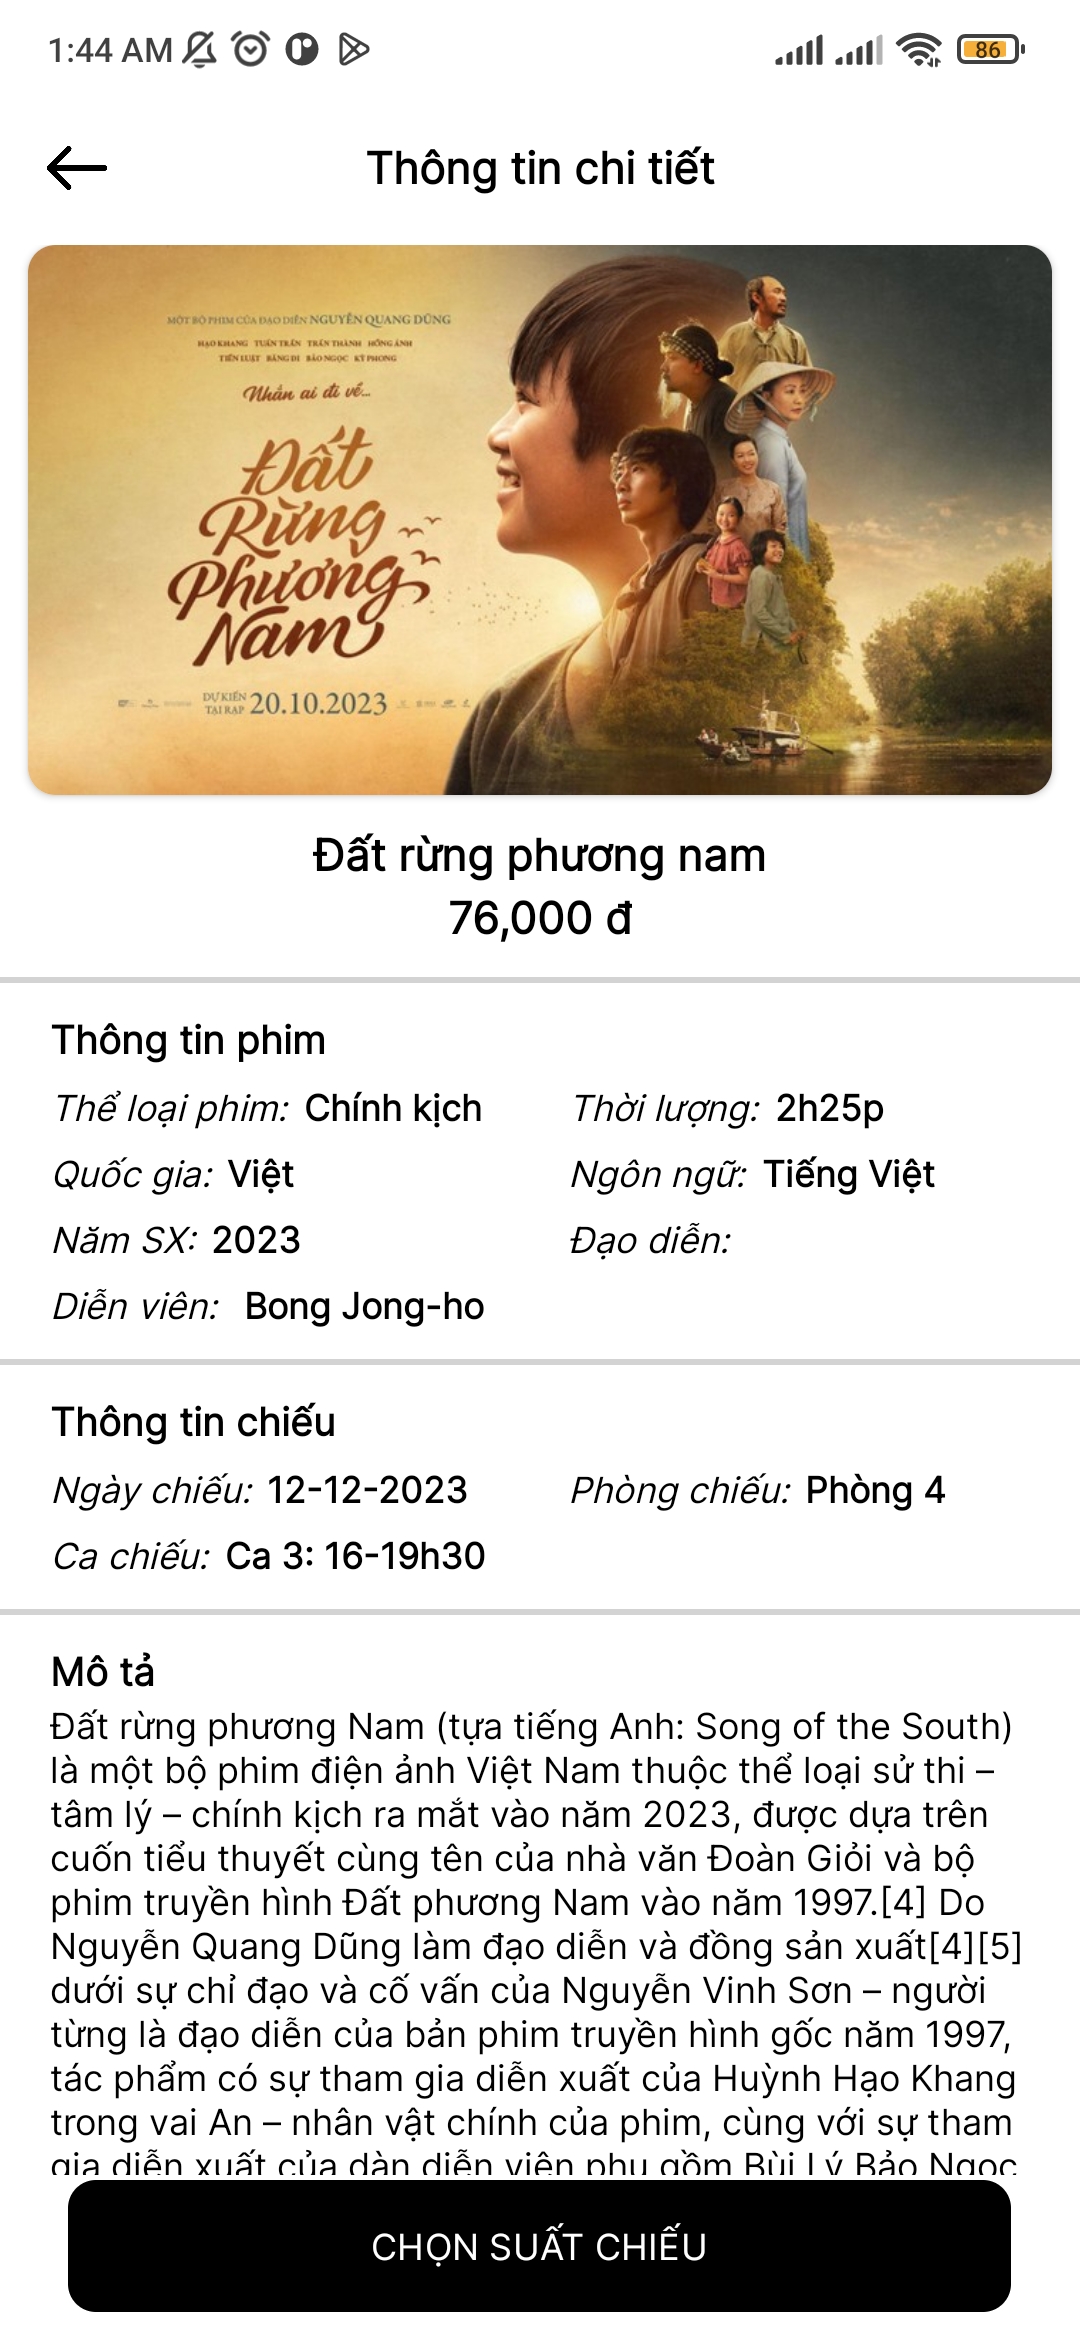 1:44 AM
86
Thông tin chi tiết
MỘT BỘ PHIM CỦA ĐẠO DIỄN NGUYỄN QUANG DŨNG
HẠO KHANG TUẤN TRẦN TRẤN THÀNH HỒNG ÁNH
TIẾN LUẬT BĂNG DI BẢO NGỌC KỲ PHONG
Nhắn ai đi về...
Đất
Rừng
Phương
Nam
DỰ KIẾN
TẠI RẠP 20.10.2023
Đất rừng phương nam
76,000 đ
Thông tin phim
Thể loại phim: Chính kịch Thời lượng: 2h25p
Quốc gia: Việt Ngôn ngữ: Tiếng Việt
Năm SX: 2023 Đạo diễn:
Diễn viên: Bong Jong-ho
Thông tin chiếu
Ngày chiếu: 12-12-2023 Phòng chiếu: Phòng 4
Ca chiếu: Ca 3: 16-19h30
Mô tả
Đất rừng phương Nam (tựa tiếng Anh: Song of the South)
là một bộ phim điện ảnh Việt Nam thuộc thể loại sử thi –
tâm lý – chính kịch ra mắt vào năm 2023, được dựa trên
cuốn tiểu thuyết cùng tên của nhà văn Đoàn Giỏi và bộ
phim truyền hình Đất phương Nam vào năm 1997.[4] Do
Nguyễn Quang Dũng làm đạo diễn và đồng sản xuất[4][5]
dưới sự chỉ đạo và cố vấn của Nguyễn Vinh Sơn – người
từng là đạo diễn của bản phim truyền hình gốc năm 1997,
tác phẩm có sự tham gia diễn xuất của Huỳnh Hạo Khang
trong vai An – nhân vật chính của phim, cùng với sự tham
gia diễn xuất của dàn diễn viên phụ gồm Bùi Lý Bảo Ngọc
CHỌN SUẤT CHIẾU